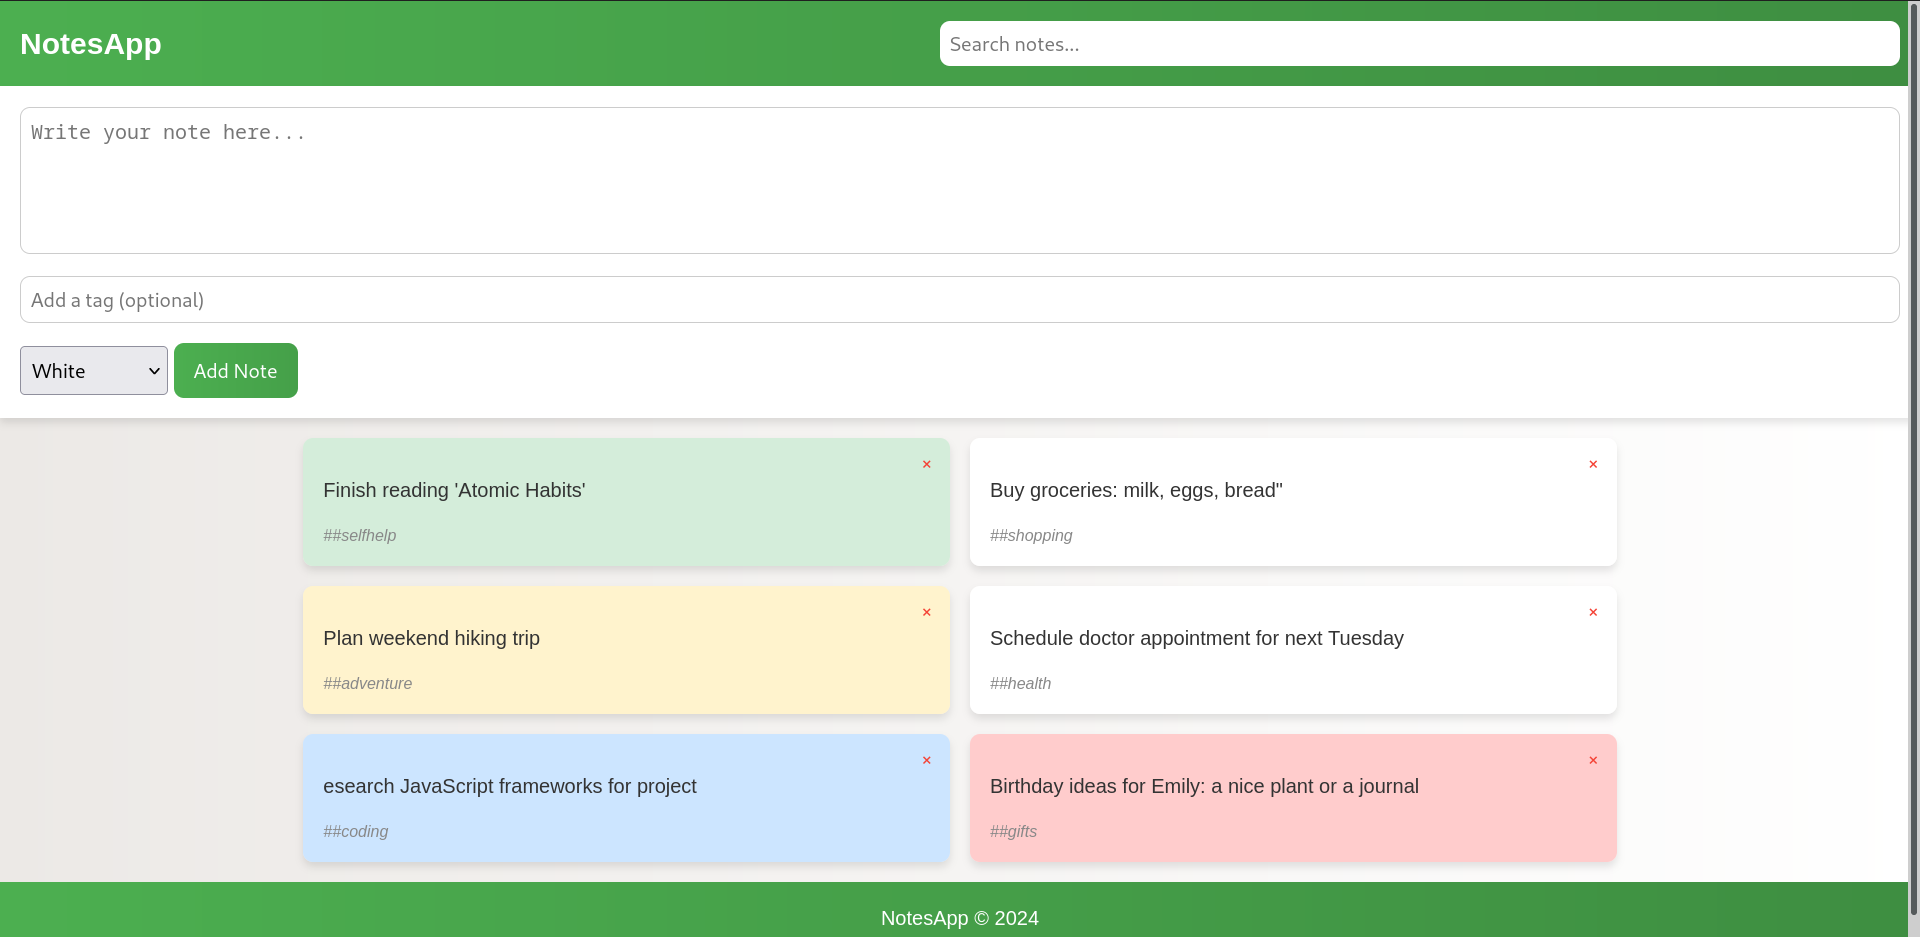 NotesApp
Search notes...
Write your note here...
Add a tag (optional)
White
Add Note
×
Finish reading 'Atomic Habits'
##selfhelp
×
Buy groceries: milk, eggs, bread"
##shopping
×
Plan weekend hiking trip
##adventure
×
Schedule doctor appointment for next Tuesday
##health
×
esearch JavaScript frameworks for project
##coding
×
Birthday ideas for Emily: a nice plant or a journal
##gifts
NotesApp © 2024